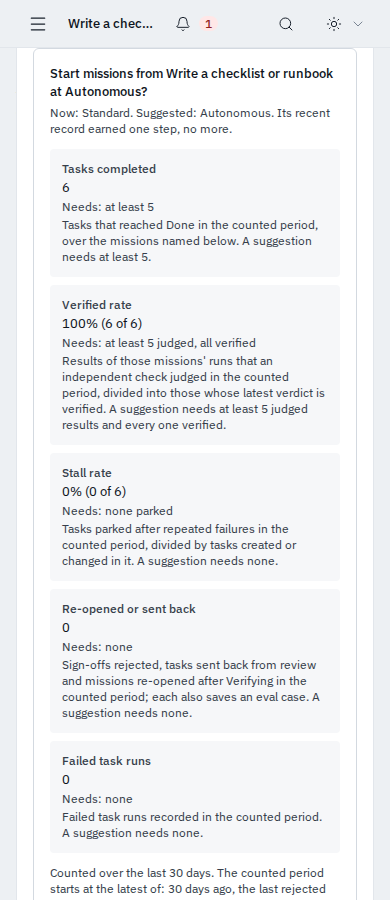 Write a chec...
1
Start missions from Write a checklist or runbook
at Autonomous?
Now: Standard. Suggested: Autonomous. Its recent
record earned one step, no more.
Tasks completed
6
Needs: at least 5
Tasks that reached Done in the counted period,
over the missions named below. A suggestion
needs at least 5.
Verified rate
100% (6 of 6)
Needs: at least 5 judged, all verified
Results of those missions' runs that an
independent check judged in the counted
period, divided into those whose latest verdict is
verified. A suggestion needs at least 5 judged
results and every one verified.
Stall rate
0% (0 of 6)
Needs: none parked
Tasks parked after repeated failures in the
counted period, divided by tasks created or
changed in it. A suggestion needs none.
Re-opened or sent back
0
Needs: none
Sign-offs rejected, tasks sent back from review
and missions re-opened after Verifying in the
counted period; each also saves an eval case. A
suggestion needs none.
Failed task runs
0
Needs: none
Failed task runs recorded in the counted period.
A suggestion needs none.
Counted over the last 30 days. The counted period
starts at the latest of: 30 days ago, the last rejected